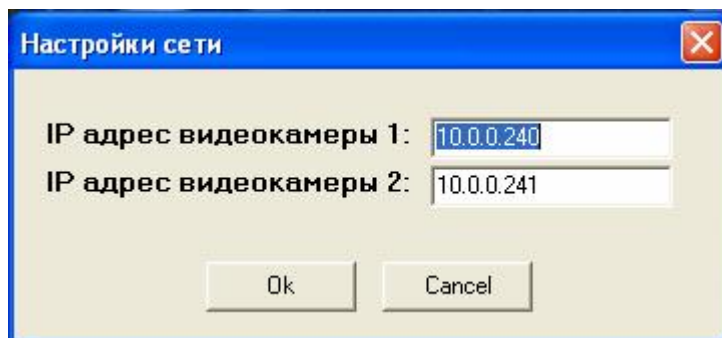 Настройки сети
IP адрес видеокамеры 1: 10.0.0.240
IP адрес видеокамеры 2: 10.0.0.241
Ok Cancel